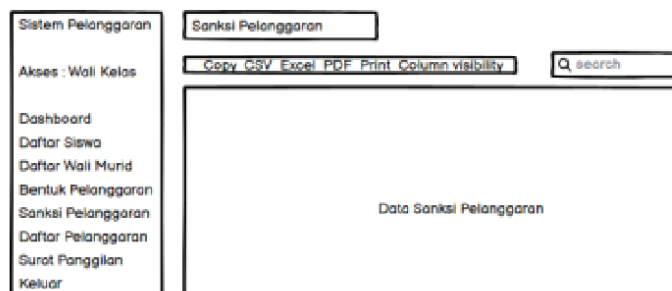 Sistem Pelanggaran
Akses : Wali Kelas
Dashboard
Daftar Siswa
Daftar Wali Murid
Bentuk Pelanggaran
Sanksi Pelanggaran
Daftar Pelanggaran
Surat Panggilan
Keluar
Sanksi Pelanggaran
Copy CSV Excel PDF Print Column visibility
search
Data Sanksi Pelanggaran